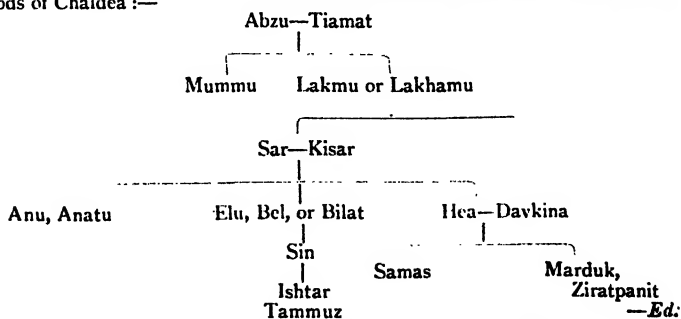 ods of Chaldea :—
Abzu—Tiamat
Mummu Lakmu or Lakhamu
Sar—Kisar
Anu, Anatu Elu, Bel, or Bilat Hea—Davkina
Sin
Samas Marduk,
Ishtar Ziratpanit
Tammuz —Ed.